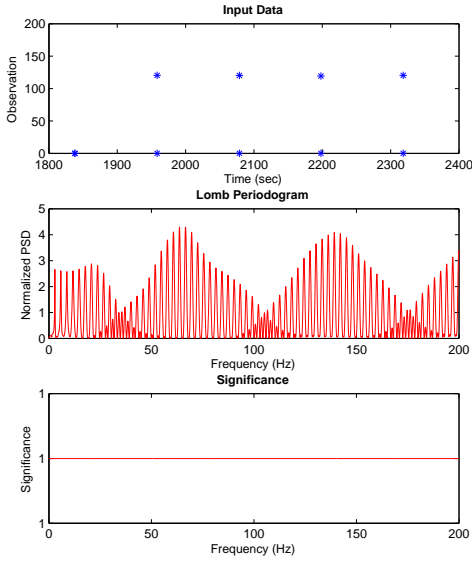 Input Data
200
150
100
50
0
Observation
1800 1900 2000 2100 2200 2300 2400
Time (sec)
Lomb Periodogram
5
4
3
2
1
0
Normalized PSD
0 50 100 150 200
Frequency (Hz)
Significance
1
1
1
Significance
0 50 100 150 200
Frequency (Hz)